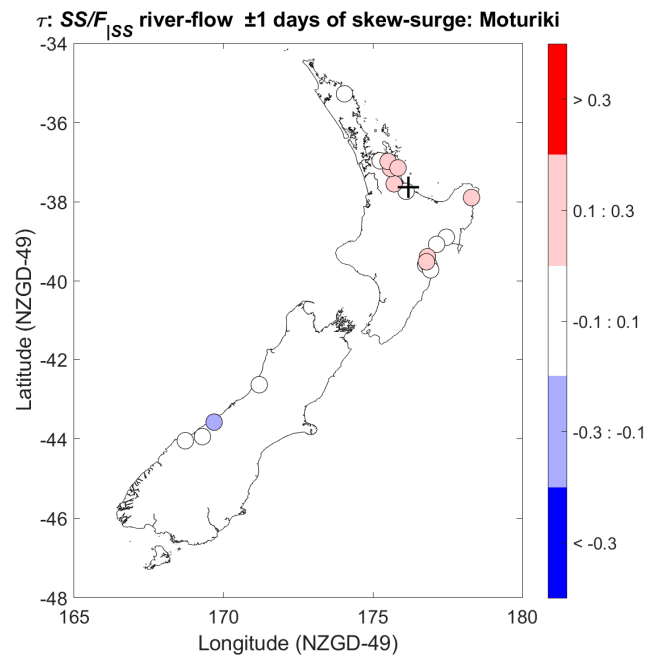 τ: SS/F|SS river-flow ±1 days of skew-surge: Moturiki
-34
-36
-38
-40
-42
-44
-46
-48
Latitude (NZGD-49)
165
170
175
180
Longitude (NZGD-49)
> 0.3
0.1 : 0.3
-0.1 : 0.1
-0.3 : -0.1
< -0.3